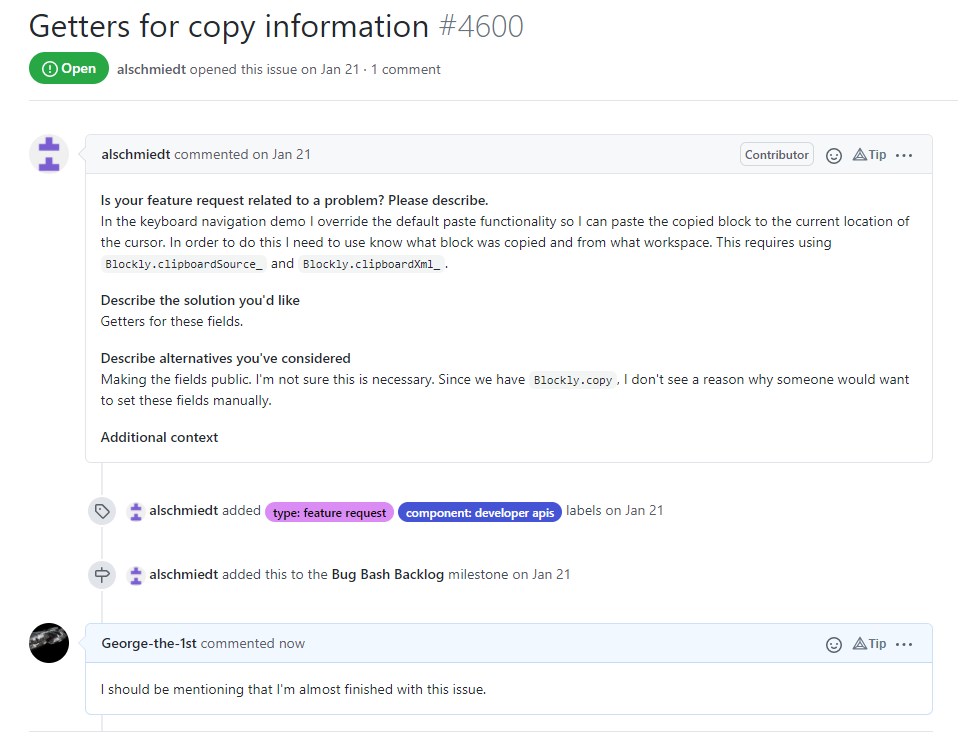 Getters for copy information #4600
Open alschmiedt opened this issue on Jan 21 · 1 comment
alschmiedt commented on Jan 21 Contributor Tip ...
Is your feature request related to a problem? Please describe.
In the keyboard navigation demo I override the default paste functionality so I can paste the copied block to the current location of
the cursor. In order to do this I need to use know what block was copied and from what workspace. This requires using
Blockly.clipboardSource_ and Blockly.clipboardXml_ .
Describe the solution you'd like
Getters for these fields.
Describe alternatives you've considered
Making the fields public. I'm not sure this is necessary. Since we have Blockly.copy , I don't see a reason why someone would want
to set these fields manually.
Additional context
alschmiedt added type: feature request component: developer apis labels on Jan 21
alschmiedt added this to the Bug Bash Backlog milestone on Jan 21
George-the-1st commented now Tip ...
I should be mentioning that I'm almost finished with this issue.